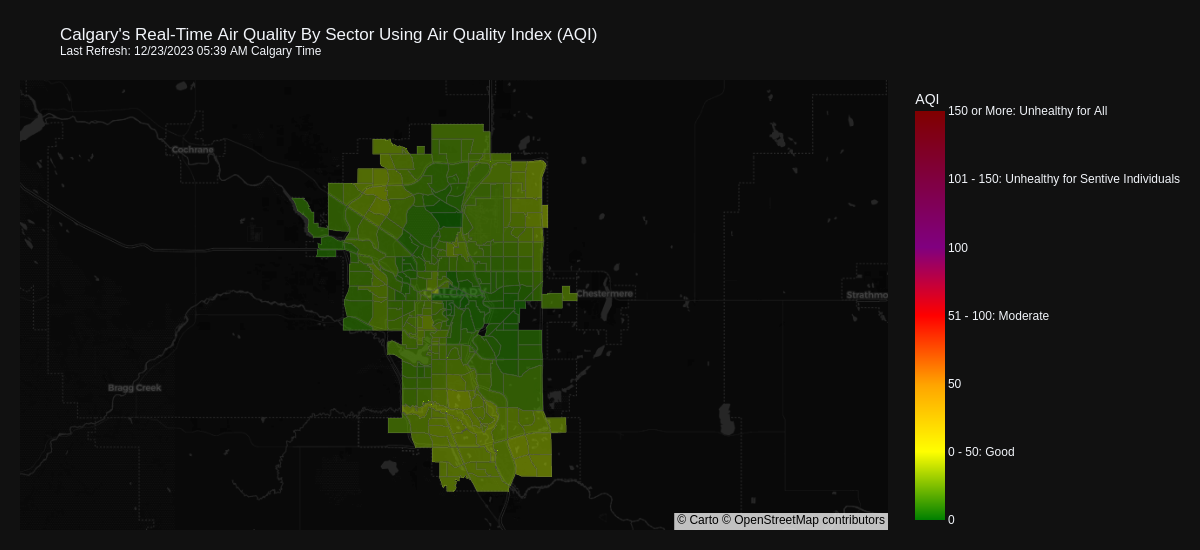 Calgary's Real-Time Air Quality By Sector Using Air Quality Index (AQI)
Last Refresh: 12/23/2023 05:39 AM Calgary Time
AQI
150 or More: Unhealthy for All
Cochrane
101 - 150: Unhealthy for Sentive Individuals
100
CALGARY
Chestermere
Strathmo
51 - 100: Moderate
50
Bragg Creek
0 - 50: Good
0
© Carto © OpenStreetMap contributors